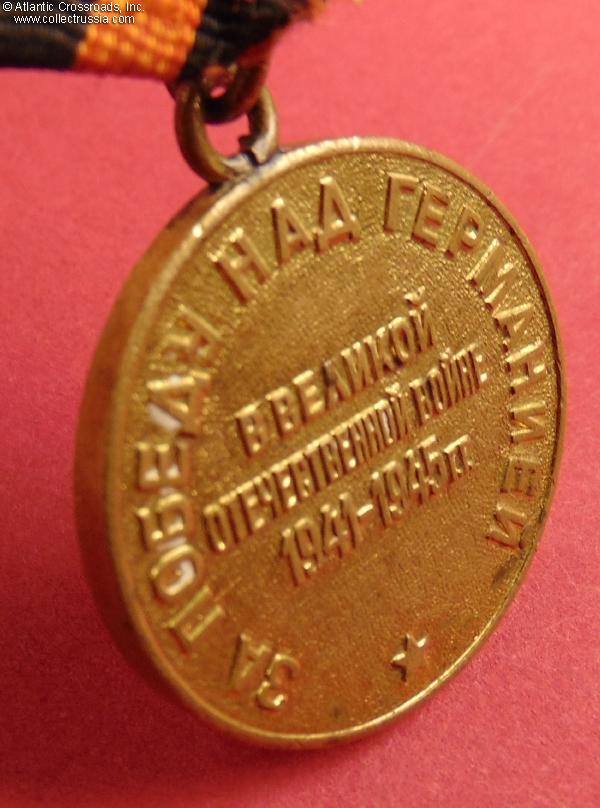 © Atlantic Crossroads, Inc.
www.collectrussia.com
ЗА ПОБЕДУ НАД ГЕРМАНИЕЙ
В ВЕЛИКОЙ
ОТЕЧЕСТВЕННОЙ ВОЙНЕ
1941-1945 гг